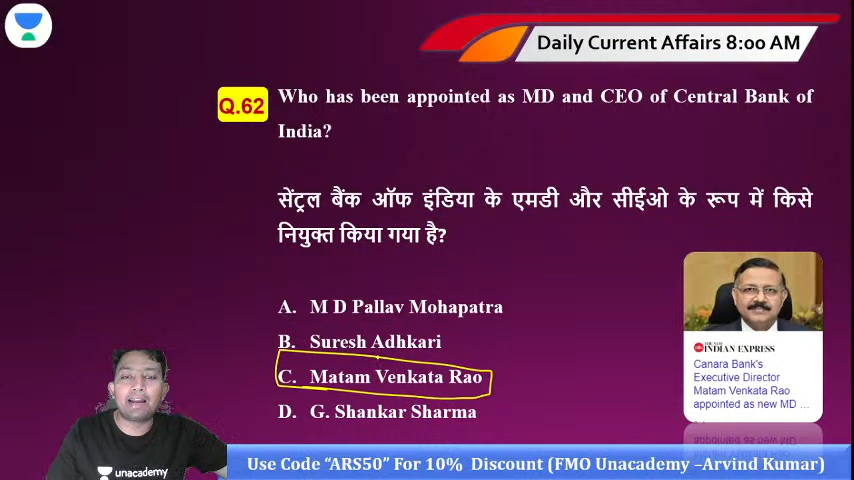 Daily Current Affairs 8:00 AM
Q.62
Who has been appointed as MD and CEO of Central Bank of
India?
सेंट्रल बैंक ऑफ इंडिया के एमडी और सीईओ के रूप में किसे
नियुक्त किया गया है?
A. M D Pallav Mohapatra
B. Suresh Adhkari
C. Matam Venkata Rao
D. G. Shankar Sharma
INDIAN EXPRESS
Canara Bank's
Executive Director
Matam Venkata Rao
appointed as new MD ...
unacademy
Use Code “ARS50” For 10% Discount (FMO Unacademy –Arvind Kumar)